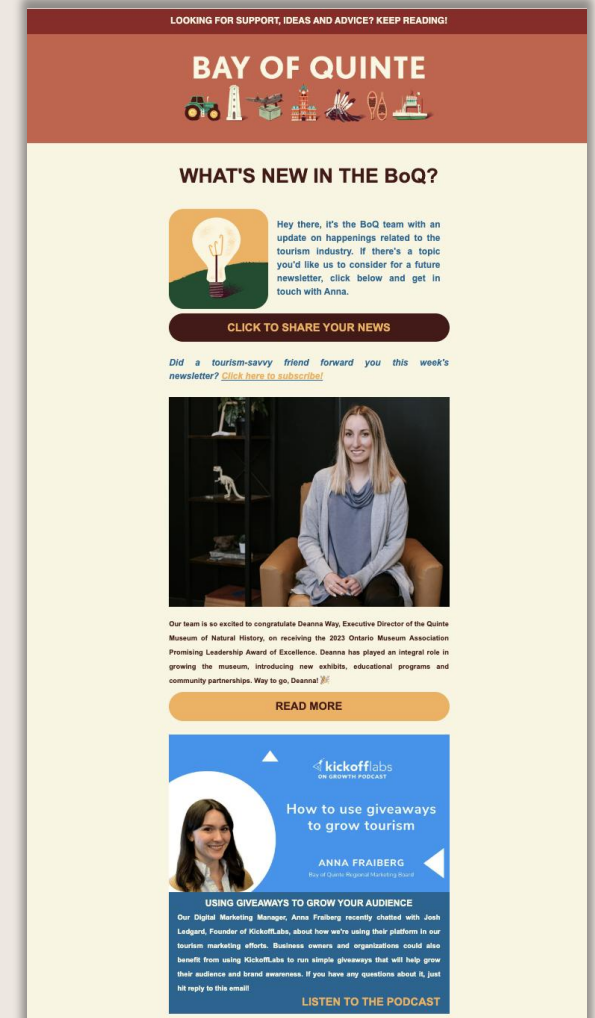 LOOKING FOR SUPPORT, IDEAS AND ADVICE? KEEP READING!
BAY OF QUINTE
WHAT'S NEW IN THE BoQ?
Hey there, it's the BoQ team with an
update on happenings related to the
tourism industry. If there's a topic
you'd like us to consider for a future
newsletter, click below and get in
touch with Anna.
CLICK TO SHARE YOUR NEWS
Did a tourism-savvy friend forward you this week's
newsletter? Click here to subscribe!
Our team is so excited to congratulate Deanna Way, Executive Director of the Quinte
Museum of Natural History, on receiving the 2023 Ontario Museum Association
Promising Leadership Award of Excellence. Deanna has played an integral role in
growing the museum, introducing new exhibits, educational programs and
community partnerships. Way to go, Deanna! 🎉
READ MORE
kickofflabs
ON GROWTH PODCAST
How to use giveaways
to grow tourism
ANNA FRAIBERG
Bay of Quinte Regional Marketing Board
USING GIVEAWAYS TO GROW YOUR AUDIENCE
Our Digital Marketing Manager, Anna Fraiberg recently chatted with Josh
Ledgard, Founder of KickoffLabs, about how we're using their platform in our
tourism marketing efforts. Business owners and organizations could also
benefit from using KickoffLabs to run simple giveaways that will help grow
their audience and brand awareness. If you have any questions about it, just
hit reply to this email!
LISTEN TO THE PODCAST